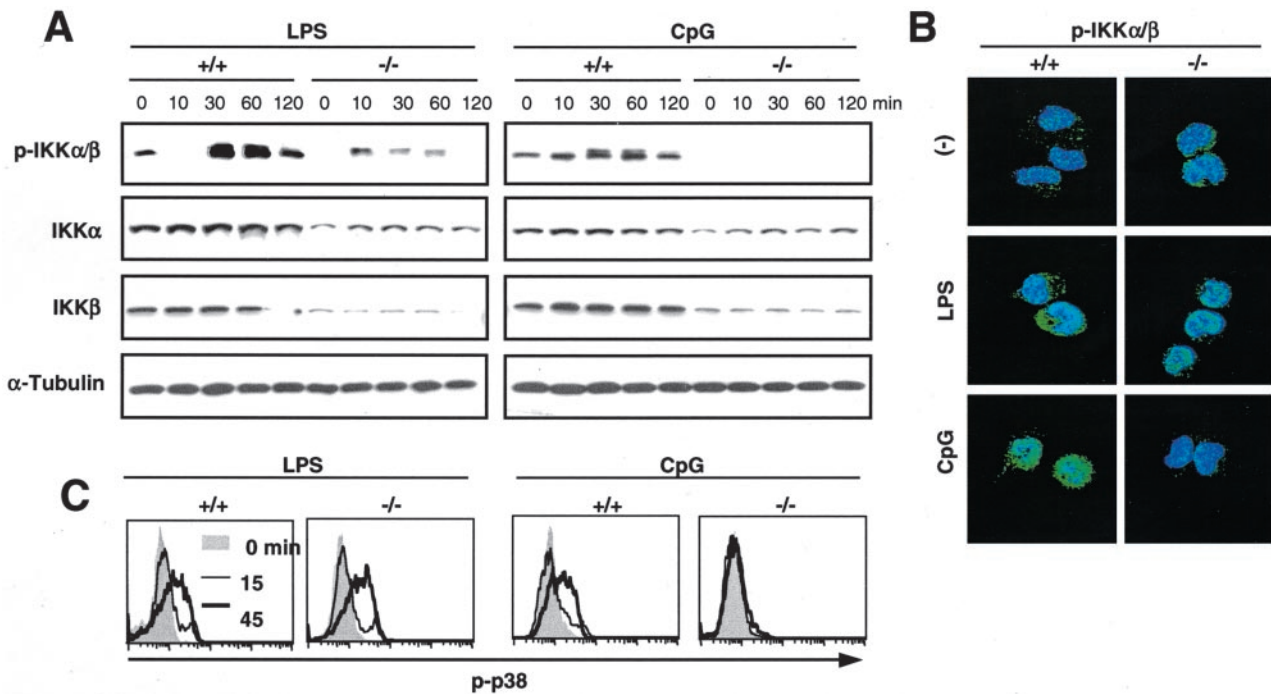 A
LPS
CpG
+/+
-/-
+/+
-/-
0 10 30 60 120 0 10 30 60 120
0 10 30 60 120 0 10 30 60 120 min
p-IKKα/β
IKKα
IKKβ
α-Tubulin
B
p-IKKα/β
+/+
-/-
(-)
LPS
CpG
C
LPS
CpG
+/+
-/-
+/+
-/-
0 min
15
45
p-p38